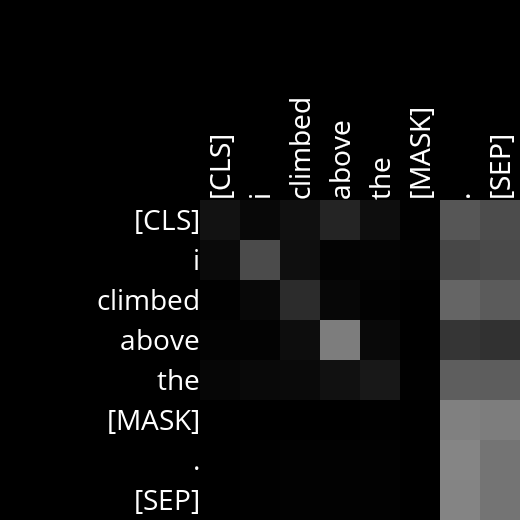 [CLS] i climbed above the [MASK] . [SEP]
[CLS]
i
climbed
above
the
[MASK]
.
[SEP]